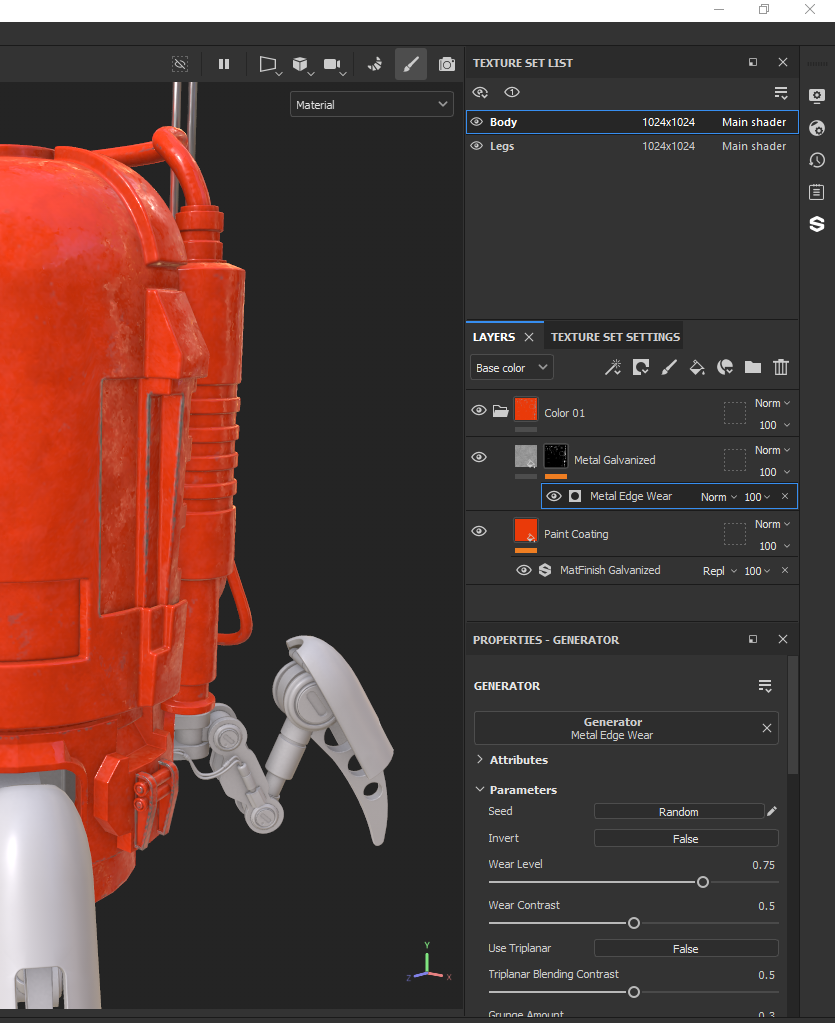 Material
TEXTURE SET LIST
Body 1024x1024 Main shader
Legs 1024x1024 Main shader
LAYERS TEXTURE SET SETTINGS
Base color
Color 01 Norm 100
Metal Galvanized Norm 100
Metal Edge Wear Norm 100
Paint Coating Norm 100
MatFinish Galvanized Repl 100
PROPERTIES - GENERATOR
GENERATOR
Generator
Metal Edge Wear
Attributes
Parameters
Seed Random
Invert False
Wear Level 0.75
Wear Contrast 0.5
Use Triplanar False
Triplanar Blending Contrast 0.5
Grunge Amount 0.3
Y
Z X